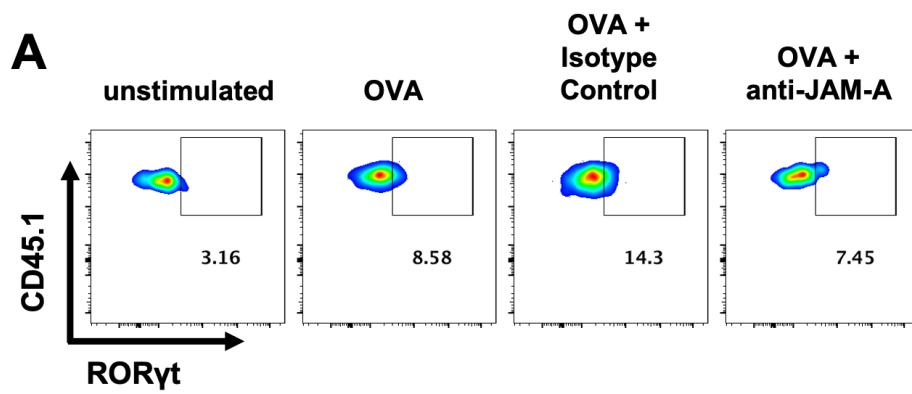 A
unstimulated
OVA
OVA +
Isotype
Control
OVA +
anti-JAM-A
3.16
8.58
14.3
7.45
CD45.1
RORγt